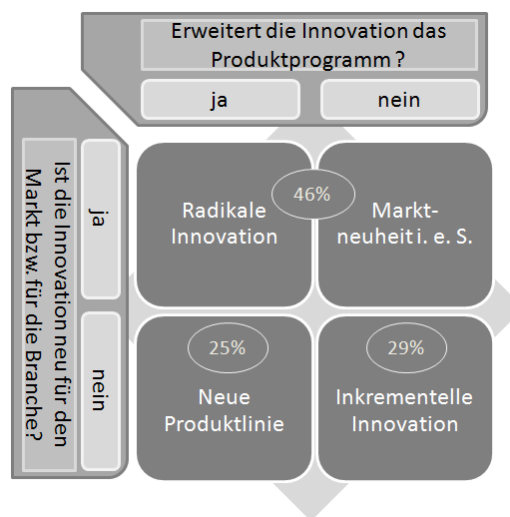 Erweitert die Innovation das
Produktprogramm ?
ja
nein
Ist die Innovation neu für den
Markt bzw. für die Branche?
ja
nein
46%
Radikale
Innovation
Markt-
neuheit i. e. S.
25%
Neue
Produktlinie
29%
Inkrementelle
Innovation